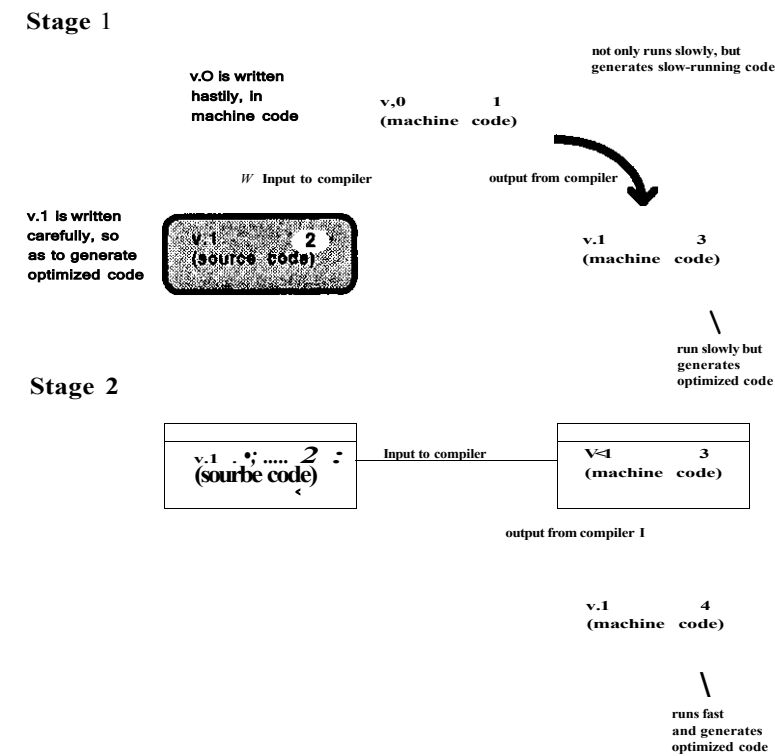 Stage 1
not only runs slowly, but
generates slow-running code
v.O is written
hastily, in
machine code
v,0 1
(machine code)
W Input to compiler
output from compiler
v.1 is written
carefully, so
as to generate
optimized code
v.1 2
(source code)
v.1 3
(machine code)
run slowly but
generates
optimized code
Stage 2
v.1 . •; ..... 2 :
(sourbe code)
Input to compiler
V<1 3
(machine code)
output from compiler I
v.1 4
(machine code)
runs fast
and generates
optimized code